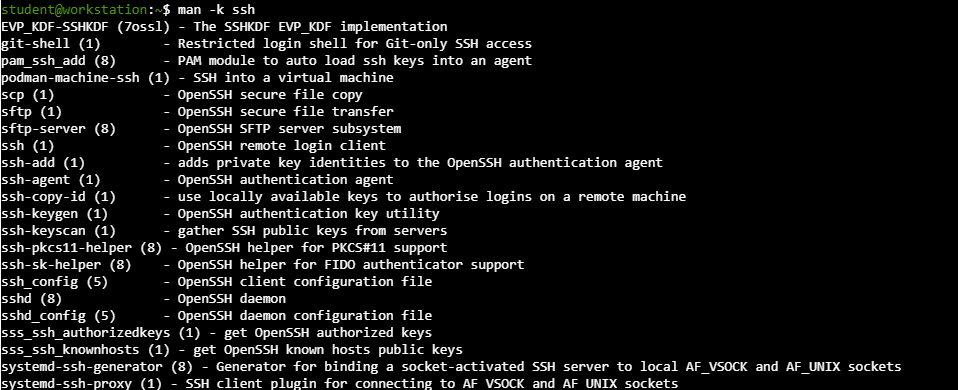 student@workstation:~$ man -k ssh
EVP_KDF-SSHKDF (7ossl) - The SSHKDF EVP_KDF implementation
git-shell (1)        - Restricted login shell for Git-only SSH access
pam_ssh_add (8)      - PAM module to auto load ssh keys into an agent
podman-machine-ssh (1) - SSH into a virtual machine
scp (1)              - OpenSSH secure file copy
sftp (1)             - OpenSSH secure file transfer
sftp-server (8)      - OpenSSH SFTP server subsystem
ssh (1)              - OpenSSH remote login client
ssh-add (1)          - adds private key identities to the OpenSSH authentication agent
ssh-agent (1)        - OpenSSH authentication agent
ssh-copy-id (1)      - use locally available keys to authorise logins on a remote machine
ssh-keygen (1)       - OpenSSH authentication key utility
ssh-keyscan (1)      - gather SSH public keys from servers
ssh-pkcs11-helper (8) - OpenSSH helper for PKCS#11 support
ssh-sk-helper (8)    - OpenSSH helper for FIDO authenticator support
ssh_config (5)       - OpenSSH client configuration file
sshd (8)             - OpenSSH daemon
sshd_config (5)      - OpenSSH daemon configuration file
sss_ssh_authorizedkeys (1) - get OpenSSH authorized keys
sss_ssh_knownhosts (1) - get OpenSSH known hosts public keys
systemd-ssh-generator (8) - Generator for binding a socket-activated SSH server to local AF_VSOCK and AF_UNIX sockets
systemd-ssh-proxy (1) - SSH client plugin for connecting to AF_VSOCK and AF_UNIX sockets